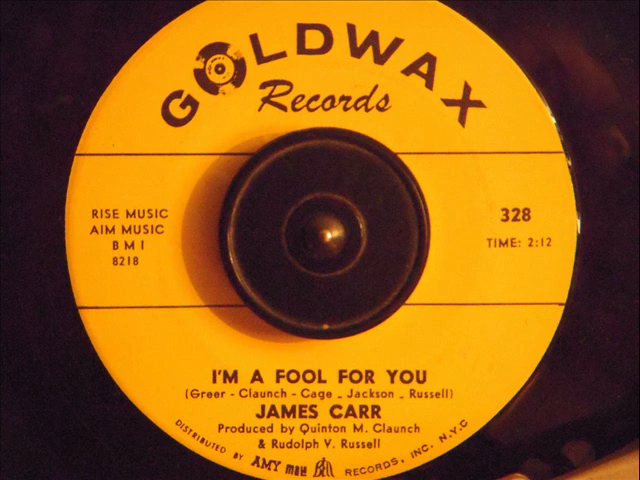 GOLDWAX
Records
RISE MUSIC
AIM MUSIC
BMI
8218
328
TIME: 2:12
I'M A FOOL FOR YOU
(Greer - Claunch - Cage - Jackson - Russell)
JAMES CARR
Produced by Quinton M. Claunch
& Rudolph V. Russell
DISTRIBUTED BY AMY mala Bell RECORDS, INC. N.Y.C